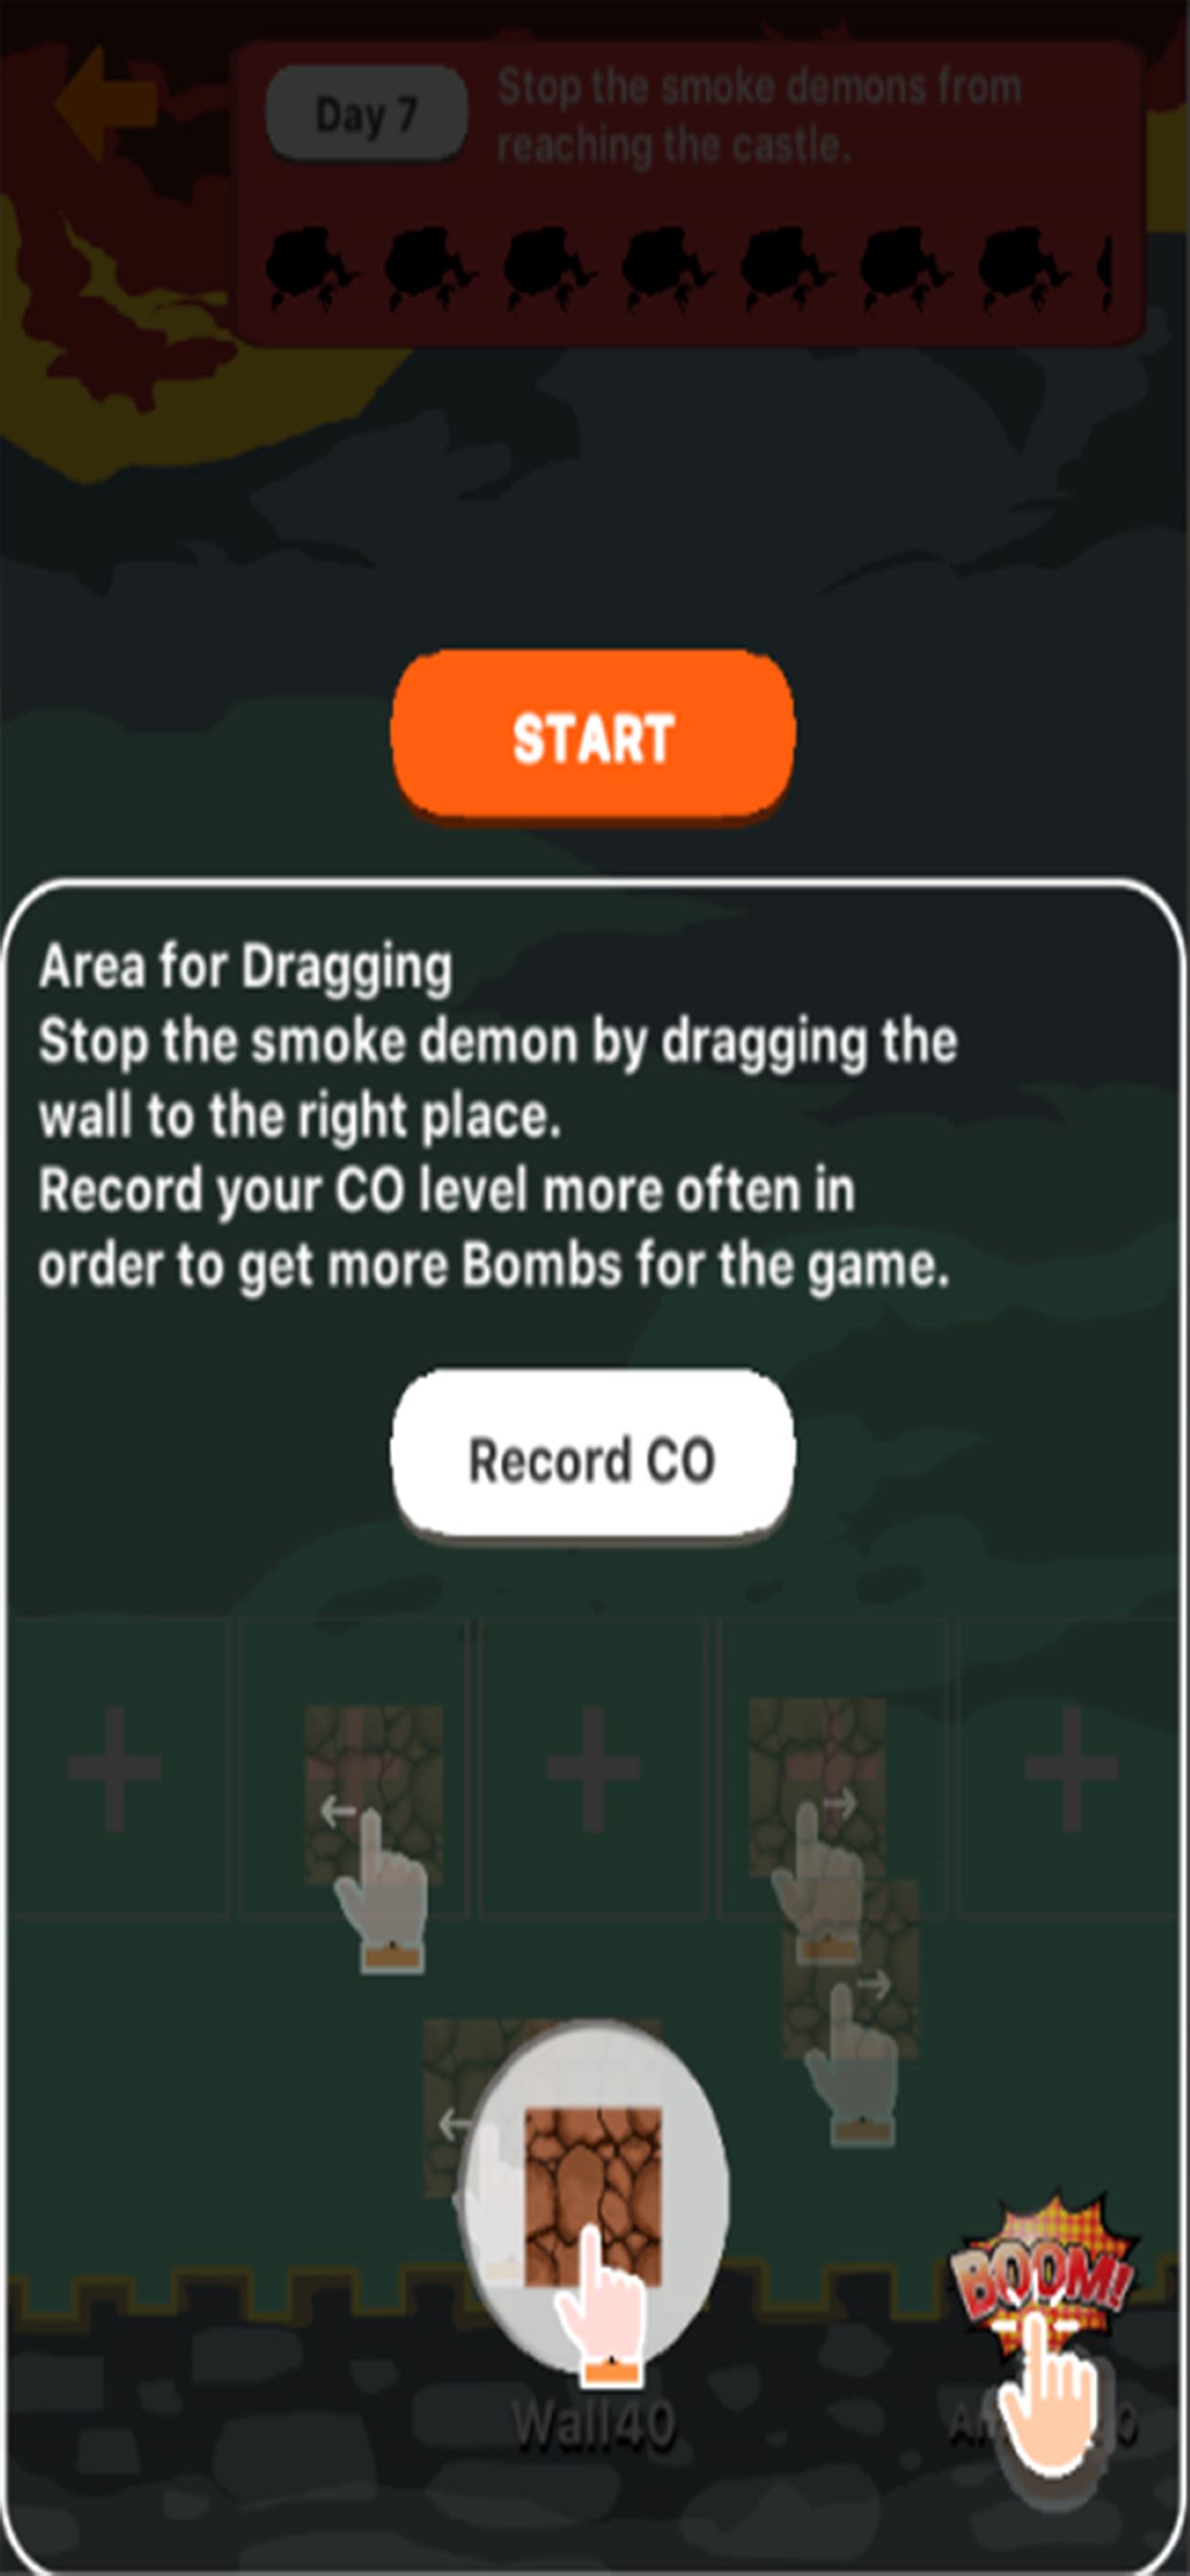 Day 7
Stop the smoke demons from
reaching the castle.
START
Area for Dragging
Stop the smoke demon by dragging the
wall to the right place.
Record your CO level more often in
order to get more Bombs for the game.
Record CO
BOOM!
Wall40